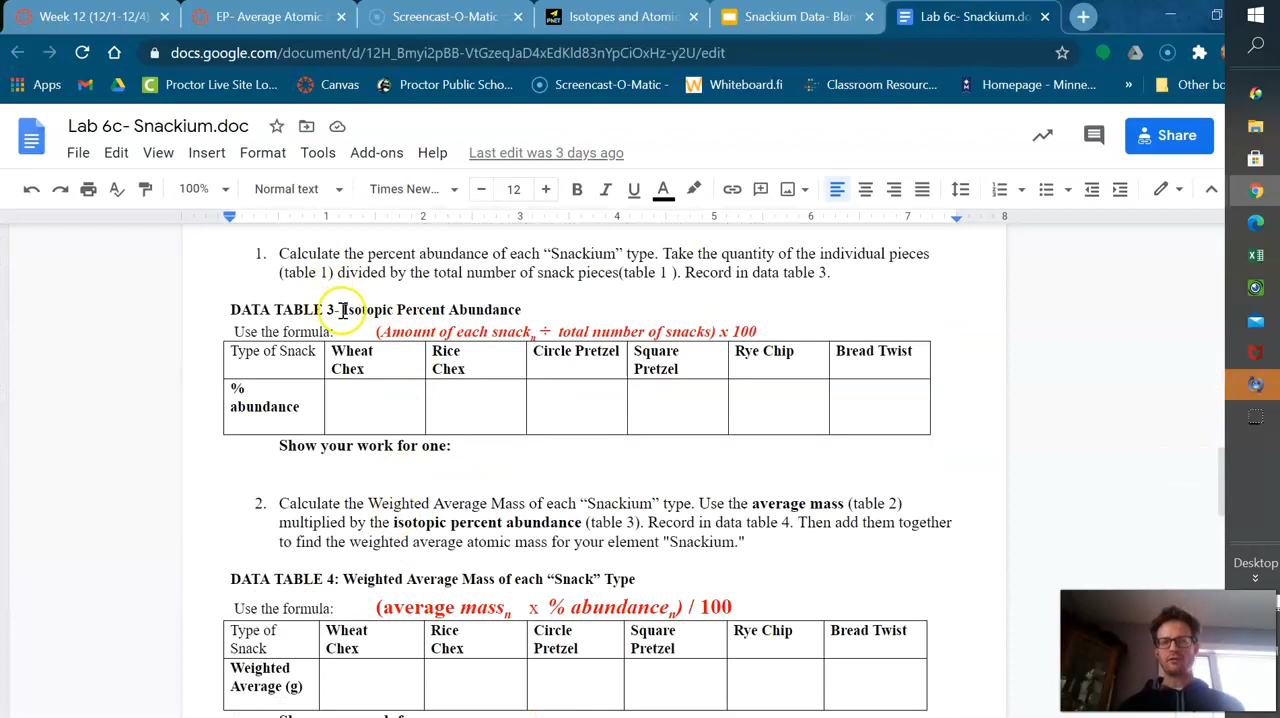 Week 12 (12/1-12/4)
EP- Average Atomic
Screencast-O-Matic
Isotopes and Atomic
Snackium Data- Blan
Lab 6c- Snackium.do
docs.google.com/document/d/12H_Bmyi2pBB-VtGzeqJaD4xEdKld83nYpCiOxHz-y2U/edit
Apps
M
Proctor Live Site Lo...
Canvas
Proctor Public Scho...
Screencast-O-Matic -
Whiteboard.fi
Classroom Resourc...
Homepage - Minne...
»
Other bo
Lab 6c- Snackium.doc
Share
File Edit View Insert Format Tools Add-ons Help Last edit was 3 days ago
100% Normal text Times New... 12 B I U A
1 2 3 4 5 6 7 8
1. Calculate the percent abundance of each “Snackium” type. Take the quantity of the individual pieces
(table 1) divided by the total number of snack pieces(table 1 ). Record in data table 3.
DATA TABLE 3- Isotopic Percent Abundance
Use the formula: (Amount of each snackn ÷ total number of snacks) x 100
Type of Snack
Wheat
Chex
Rice
Chex
Circle Pretzel
Square
Pretzel
Rye Chip
Bread Twist
%
abundance
Show your work for one:
2. Calculate the Weighted Average Mass of each “Snackium” type. Use the average mass (table 2)
multiplied by the isotopic percent abundance (table 3). Record in data table 4. Then add them together
to find the weighted average atomic mass for your element "Snackium."
DATA TABLE 4: Weighted Average Mass of each “Snack” Type
Use the formula: (average massn x % abundancen) / 100
Type of
Snack
Wheat
Chex
Rice
Chex
Circle
Pretzel
Square
Pretzel
Rye Chip
Bread Twist
Weighted
Average (g)
Desktop